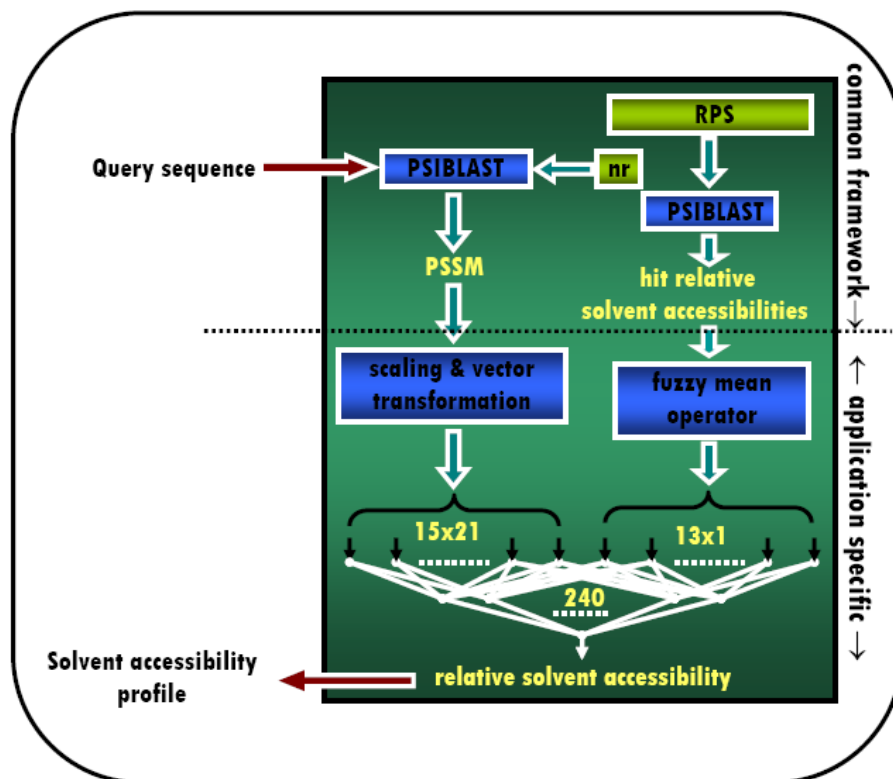 RPS
Query sequence
PSIBLAST
nr
PSIBLAST
PSSM
hit relative
solvent accessibilities
common framework
scaling & vector
transformation
fuzzy mean
operator
application specific
15x21
13x1
240
Solvent accessibility
profile
relative solvent accessibility